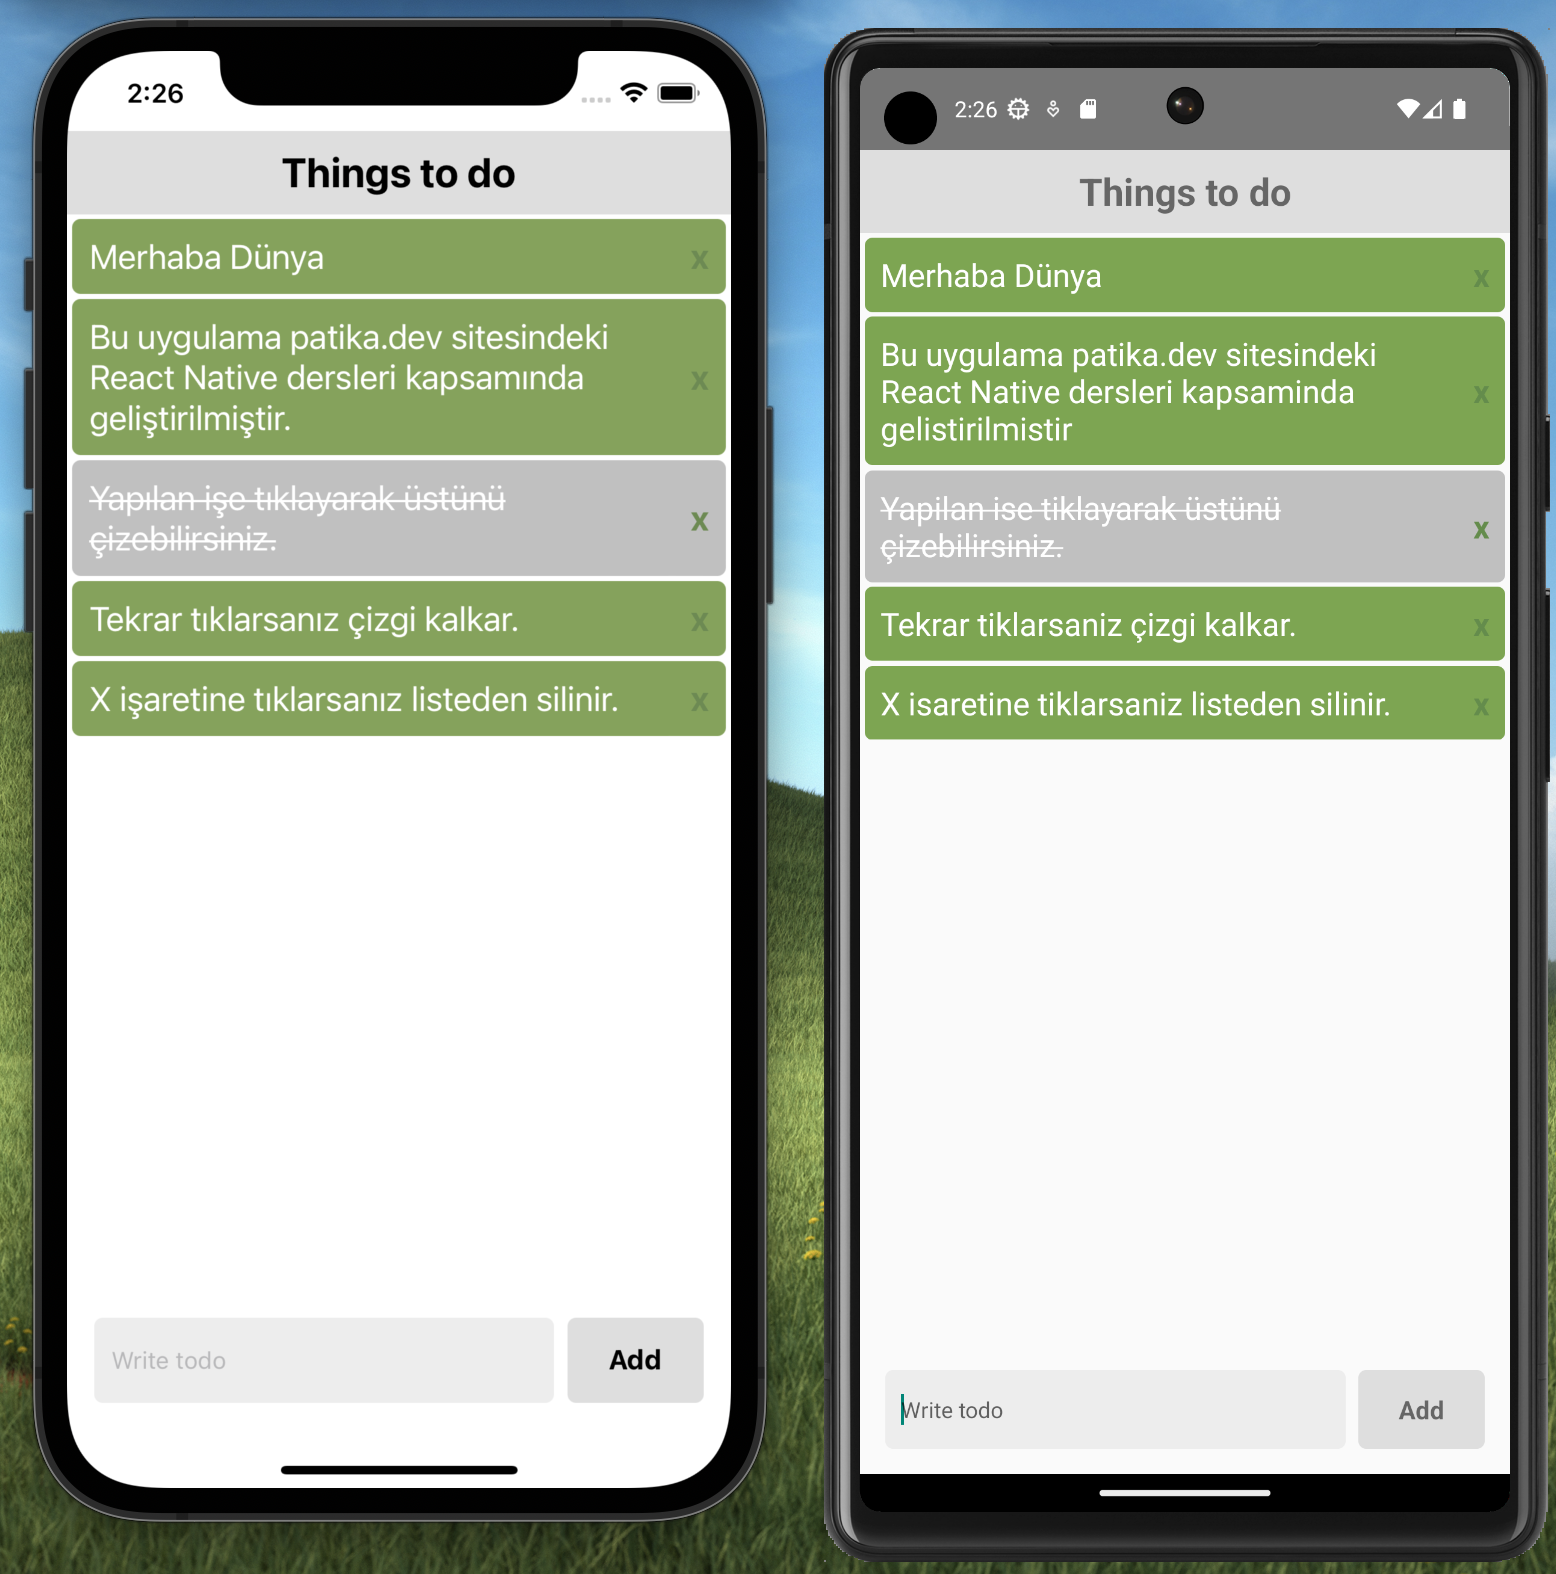 2:26
Things to do
Merhaba Dünya
x
Bu uygulama patika.dev sitesindeki
React Native dersleri kapsamında
geliştirilmiştir.
x
Yapılan işe tıklayarak üstünü
çizebilirsiniz.
x
Tekrar tıklarsanız çizgi kalkar.
x
X işaretine tıklarsanız listeden silinir.
x
Write todo
Add
2:26
Things to do
Merhaba Dünya
x
Bu uygulama patika.dev sitesindeki
React Native dersleri kapsaminda
gelistirilmistir
x
Yapilan ise tiklayarak üstünü
çizebilirsiniz.
x
Tekrar tiklarsaniz çizgi kalkar.
x
X isaretine tiklarsaniz listeden silinir.
x
Write todo
Add